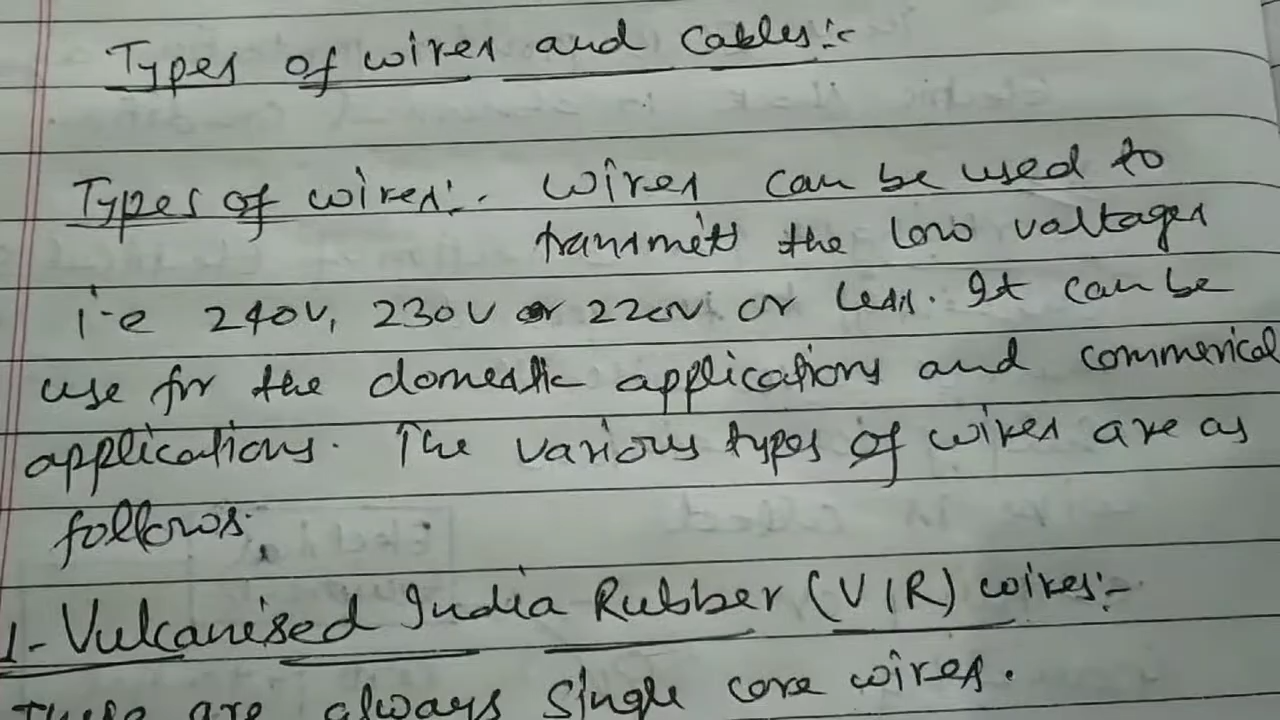 Types of wires and Cables:-
Types of wires:- Wires can be used to
transmitt the low voltages
i.e 240V, 230V or 220V or less. It can be
use for the domestic applications and commerical
applications. The various types of wires are as
follows.
1- Vulcanised India Rubber (VIR) wires:-
These are always Single core wires.